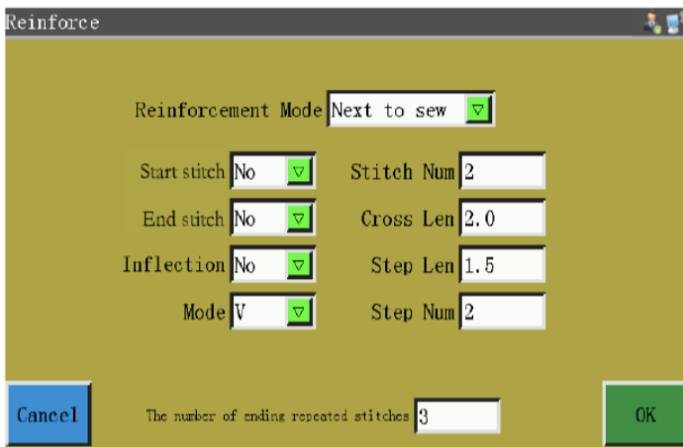 Reinforce
Reinforcement Mode Next to sew
Start stitch No Stitch Num 2
End stitch No Cross Len 2.0
Inflection No Step Len 1.5
Mode V Step Num 2
Cancel The number of ending repeated stitches 3 OK